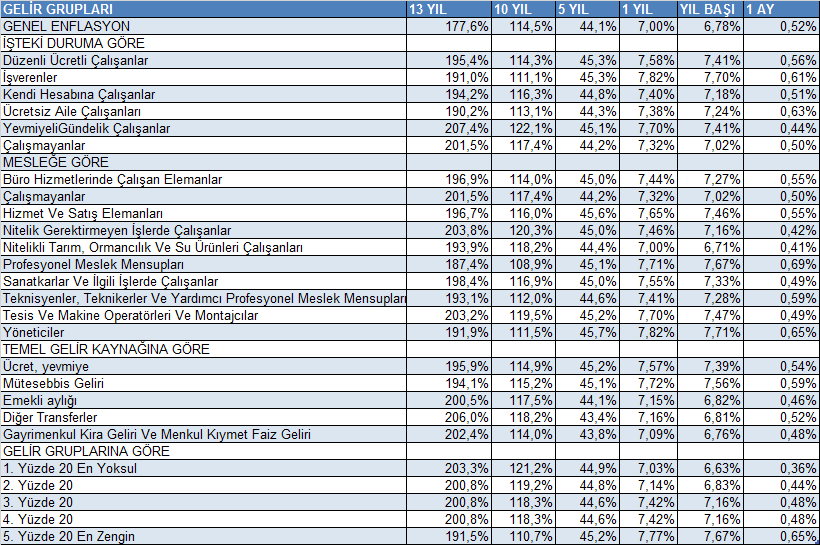 GELİR GRUPLARI 13 YIL 10 YIL 5 YIL 1 YIL YIL BAŞI 1 AY
GENEL ENFLASYON 177,6% 114,5% 44,1% 7,00% 6,78% 0,52%
İŞTEKİ DURUMA GÖRE
Düzenli Ücretli Çalışanlar 195,4% 114,3% 45,3% 7,58% 7,41% 0,56%
İşverenler 191,0% 111,1% 45,3% 7,82% 7,70% 0,61%
Kendi Hesabına Çalışanlar 194,2% 116,3% 44,8% 7,40% 7,18% 0,51%
Ücretsiz Aile Çalışanları 190,2% 113,1% 44,3% 7,38% 7,24% 0,63%
YevmiyeliGündelik Çalışanlar 207,4% 122,1% 45,1% 7,70% 7,41% 0,44%
Çalışmayanlar 201,5% 117,4% 44,2% 7,32% 7,02% 0,50%
MESLEĞE GÖRE
Büro Hizmetlerinde Çalışan Elemanlar 196,9% 114,0% 45,0% 7,44% 7,27% 0,55%
Çalışmayanlar 201,5% 117,4% 44,2% 7,32% 7,02% 0,50%
Hizmet Ve Satış Elemanları 196,7% 116,0% 45,6% 7,65% 7,46% 0,55%
Nitelik Gerektirmeyen İşlerde Çalışanlar 203,8% 120,3% 45,0% 7,46% 7,16% 0,42%
Nitelikli Tarım, Ormancılık Ve Su Ürünleri Çalışanları 193,9% 118,2% 44,4% 7,00% 6,71% 0,41%
Profesyonel Meslek Mensupları 187,4% 108,9% 45,1% 7,71% 7,67% 0,69%
Sanatkarlar Ve İlgili İşlerde Çalışanlar 198,4% 116,9% 45,0% 7,55% 7,33% 0,49%
Teknisyenler, Teknikerler Ve Yardımcı Profesyonel Meslek Mensupları 193,1% 112,0% 44,6% 7,41% 7,28% 0,59%
Tesis Ve Makine Operatörleri Ve Montajcılar 203,2% 119,5% 45,2% 7,70% 7,47% 0,49%
Yöneticiler 191,9% 111,5% 45,7% 7,82% 7,71% 0,65%
TEMEL GELİR KAYNAĞINA GÖRE
Ücret, yevmiye 195,9% 114,9% 45,2% 7,57% 7,39% 0,54%
Mütesebbis Geliri 194,1% 115,2% 45,1% 7,72% 7,56% 0,59%
Emekli aylığı 200,5% 117,5% 44,1% 7,15% 6,82% 0,46%
Diğer Transferler 206,0% 118,2% 43,4% 7,16% 6,81% 0,52%
Gayrimenkul Kira Geliri Ve Menkul Kıymet Faiz Geliri 202,4% 114,0% 43,8% 7,09% 6,76% 0,48%
GELİR GRUPLARINA GÖRE
1. Yüzde 20 En Yoksul 203,3% 121,2% 44,9% 7,03% 6,63% 0,36%
2. Yüzde 20 200,8% 119,2% 44,8% 7,14% 6,83% 0,44%
3. Yüzde 20 200,8% 118,3% 44,6% 7,42% 7,16% 0,48%
4. Yüzde 20 200,8% 118,3% 44,6% 7,42% 7,16% 0,48%
5. Yüzde 20 En Zengin 191,5% 110,7% 45,2% 7,77% 7,67% 0,65%